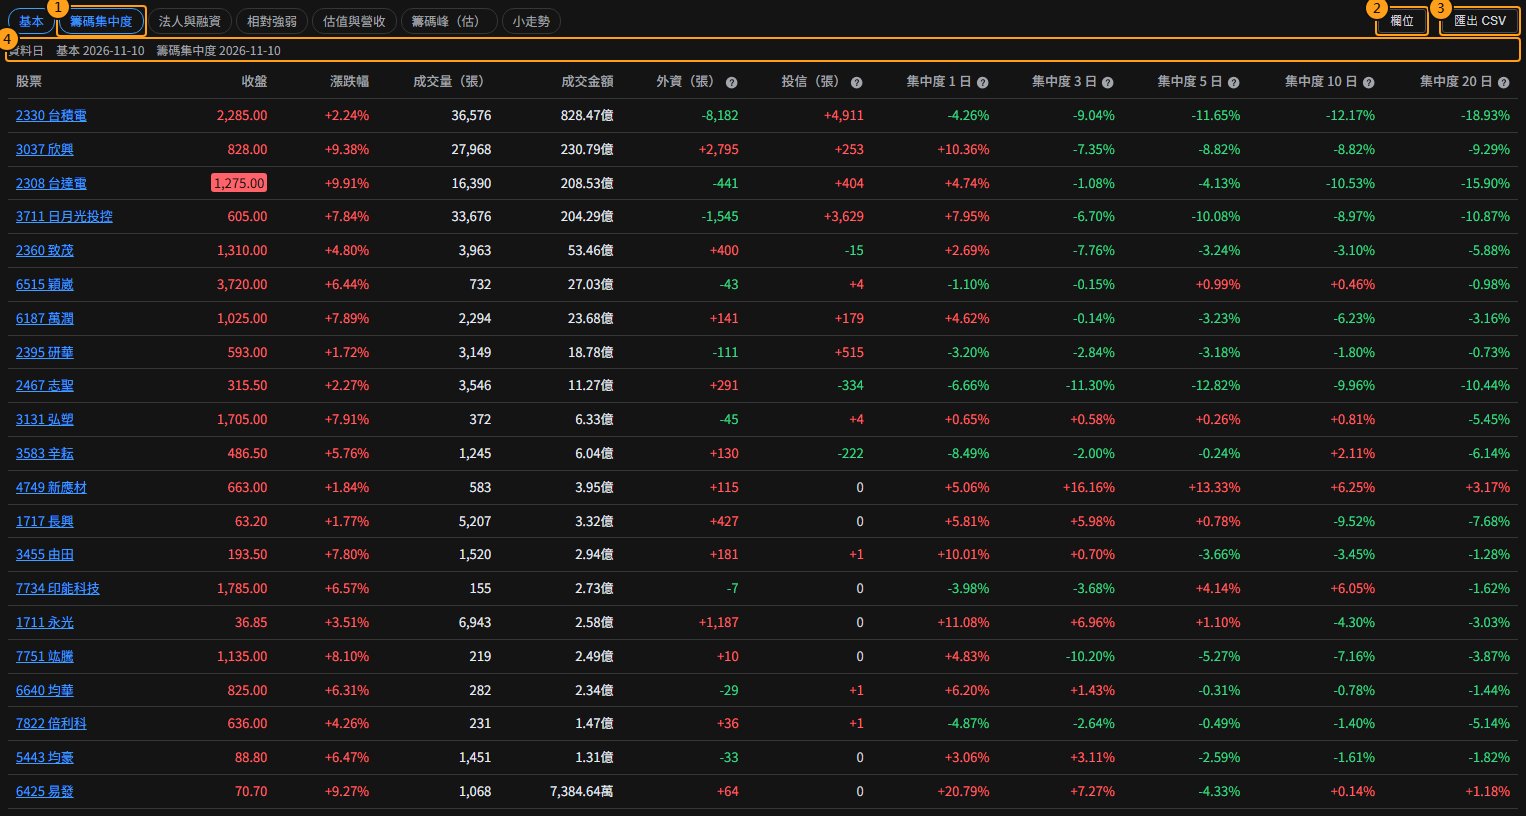 基本 1 籌碼集中度 法人與融資 相對強弱 估值與營收 籌碼峰（估） 小走勢 2 欄位 3 匯出 CSV
4 資料日 基本 2026-11-10 籌碼集中度 2026-11-10
股票 收盤 漲跌幅 成交量（張） 成交金額 外資（張） ? 投信（張） ? 集中度 1 日 ? 集中度 3 日 ? 集中度 5 日 ? 集中度 10 日 ? 集中度 20 日 ?
2330 台積電 2,285.00 +2.24% 36,576 828.47億 -8,182 +4,911 -4.26% -9.04% -11.65% -12.17% -18.93%
3037 欣興 828.00 +9.38% 27,968 230.79億 +2,795 +253 +10.36% -7.35% -8.82% -8.82% -9.29%
2308 台達電 1,275.00 +9.91% 16,390 208.53億 -441 +404 +4.74% -1.08% -4.13% -10.53% -15.90%
3711 日月光投控 605.00 +7.84% 33,676 204.29億 -1,545 +3,629 +7.95% -6.70% -10.08% -8.97% -10.87%
2360 致茂 1,310.00 +4.80% 3,963 53.46億 +400 -15 +2.69% -7.76% -3.24% -3.10% -5.88%
6515 穎崴 3,720.00 +6.44% 732 27.03億 -43 +4 -1.10% -0.15% +0.99% +0.46% -0.98%
6187 萬潤 1,025.00 +7.89% 2,294 23.68億 +141 +179 +4.62% -0.14% -3.23% -6.23% -3.16%
2395 研華 593.00 +1.72% 3,149 18.78億 -111 +515 -3.20% -2.84% -3.18% -1.80% -0.73%
2467 志聖 315.50 +2.27% 3,546 11.27億 +291 -334 -6.66% -11.30% -12.82% -9.96% -10.44%
3131 弘塑 1,705.00 +7.91% 372 6.33億 -45 +4 +0.65% +0.58% +0.26% +0.81% -5.45%
3583 辛耘 486.50 +5.76% 1,245 6.04億 +130 -222 -8.49% -2.00% -0.24% +2.11% -6.14%
4749 新應材 663.00 +1.84% 583 3.95億 +115 0 +5.06% +16.16% +13.33% +6.25% +3.17%
1717 長興 63.20 +1.77% 5,207 3.32億 +427 0 +5.81% +5.98% +0.78% -9.52% -7.68%
3455 由田 193.50 +7.80% 1,520 2.94億 +181 +1 +10.01% +0.70% -3.66% -3.45% -1.28%
7734 印能科技 1,785.00 +6.57% 155 2.73億 -7 0 -3.98% -3.68% +4.14% +6.05% -1.62%
1711 永光 36.85 +3.51% 6,943 2.58億 +1,187 0 +11.08% +6.96% +1.10% -4.30% -3.03%
7751 竑騰 1,135.00 +8.10% 219 2.49億 +10 0 +4.83% -10.20% -5.27% -7.16% -3.87%
6640 均華 825.00 +6.31% 282 2.34億 -29 +1 +6.20% +1.43% -0.31% -0.78% -1.44%
7822 倍利科 636.00 +4.26% 231 1.47億 +36 +1 -4.87% -2.64% -0.49% -1.40% -5.14%
5443 均豪 88.80 +6.47% 1,451 1.31億 -33 0 +3.06% +3.11% -2.59% -1.61% -1.82%
6425 易發 70.70 +9.27% 1,068 7,384.64萬 +64 0 +20.79% +7.27% -4.33% +0.14% +1.18%